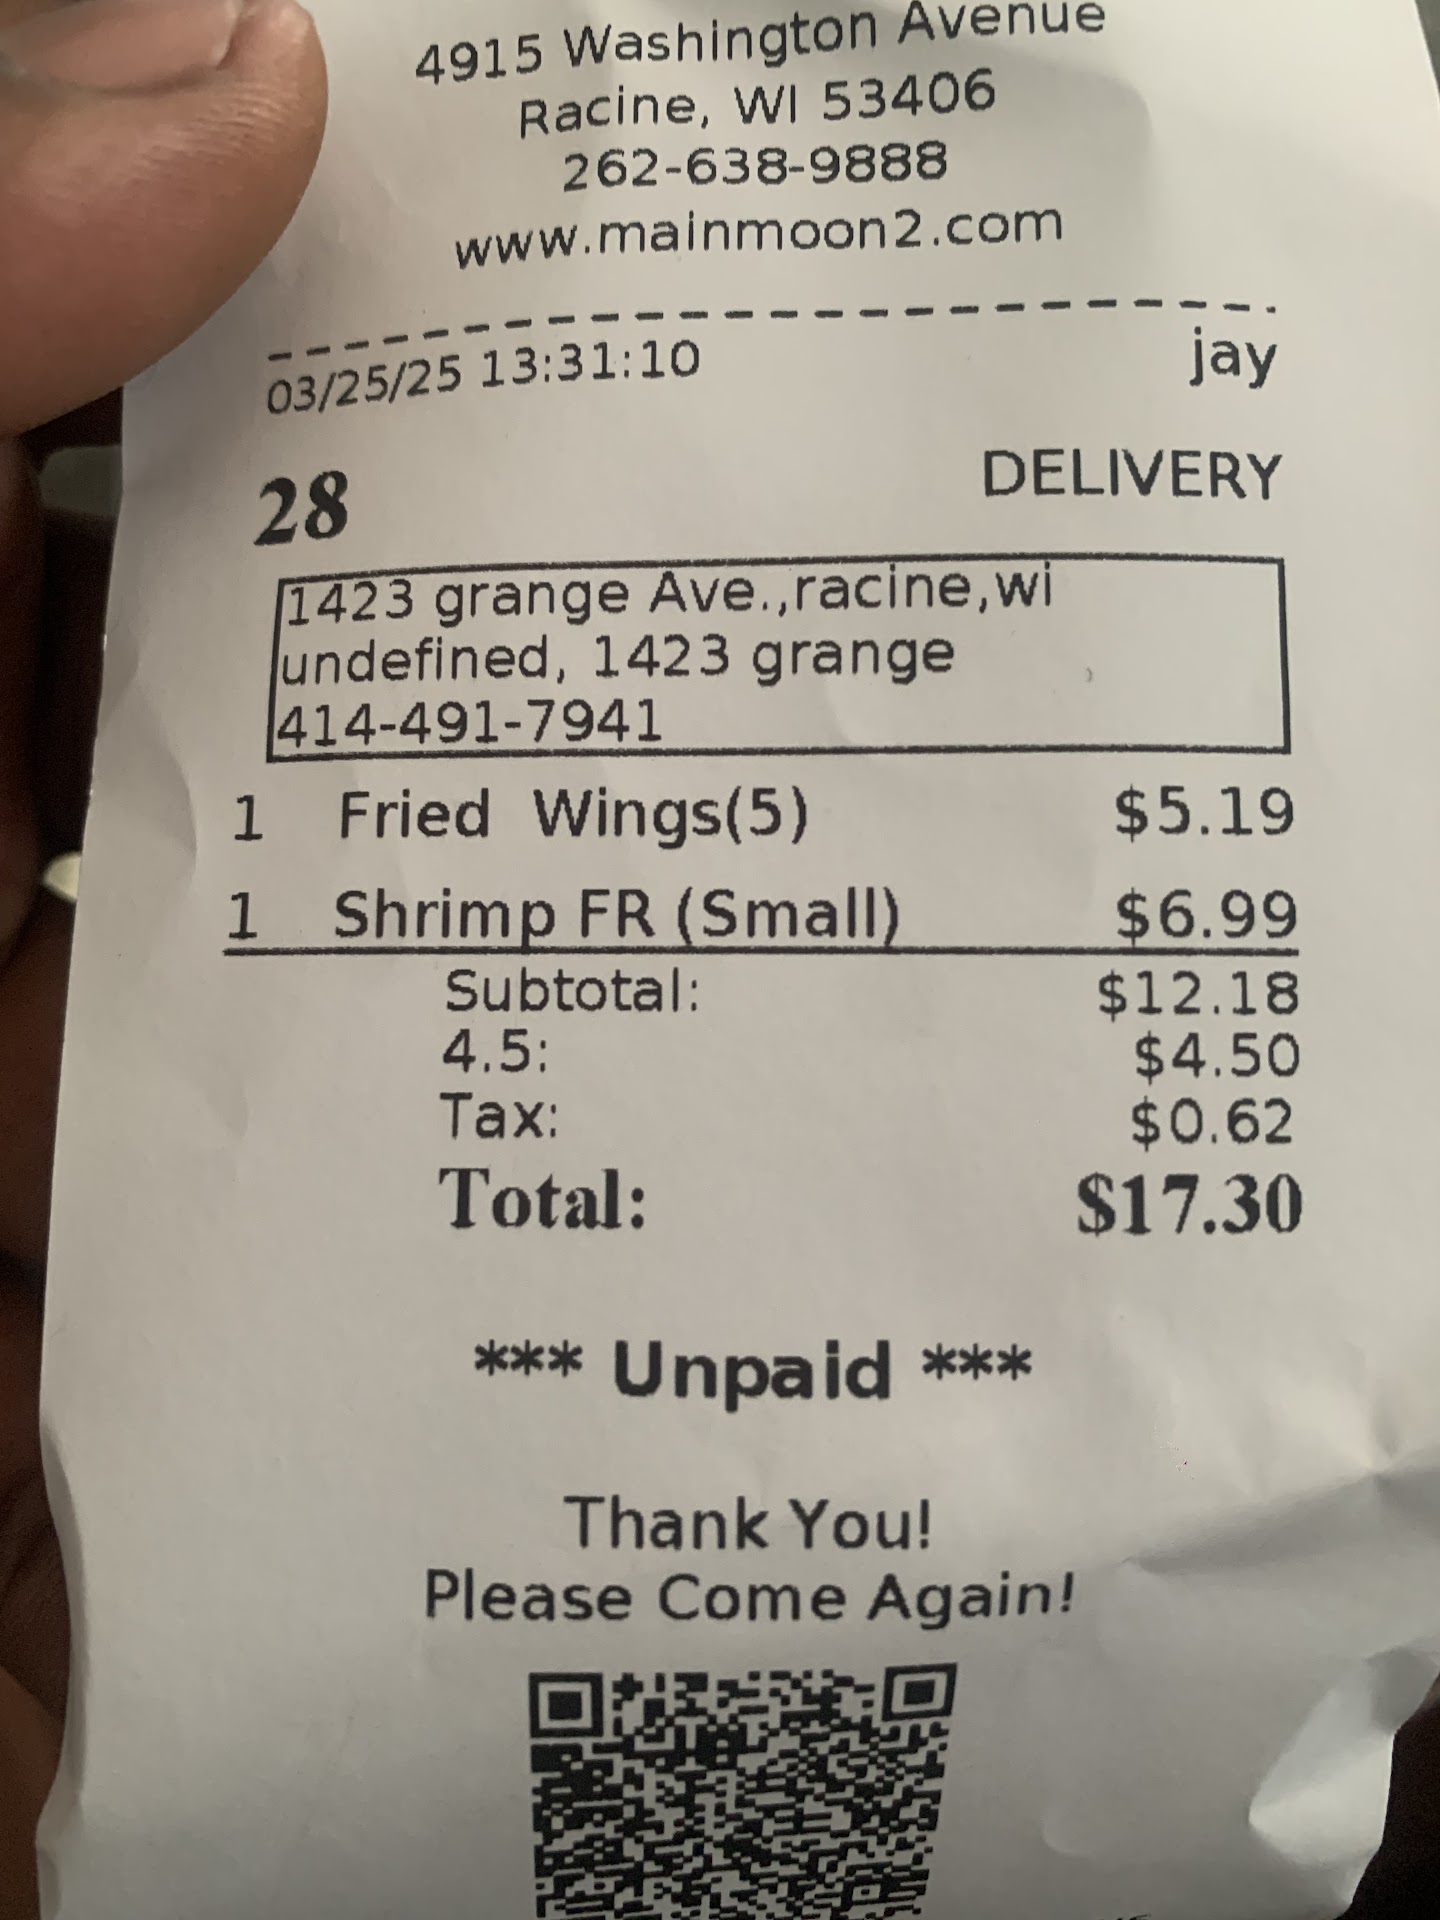 4915 Washington Avenue
Racine, WI 53406
262-638-9888
www.mainmoon2.com
03/25/25 13:31:10 jay
28 DELIVERY
1423 grange Ave.,racine,wi
undefined, 1423 grange
414-491-7941
1 Fried Wings(5) $5.19
1 Shrimp FR (Small) $6.99
Subtotal: $12.18
4.5: $4.50
Tax: $0.62
Total: $17.30
*** Unpaid ***
Thank You!
Please Come Again!